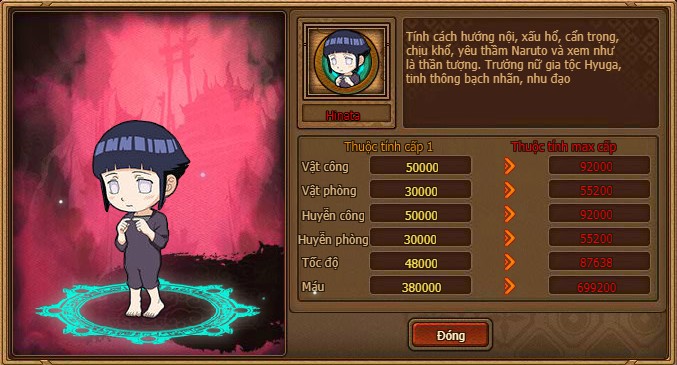 Tính cách hướng nội, xấu hổ, cẩn trọng,
chịu khổ, yêu thầm Naruto và xem như
là thần tượng. Trưởng nữ gia tộc Hyuga,
tinh thông bạch nhãn, nhu đạo
Hinata
Thuộc tính cấp 1 Thuộc tính max cấp
Vật công 50000 92000
Vật phòng 30000 55200
Huyễn công 50000 92000
Huyễn phòng 30000 55200
Tốc độ 48000 87638
Máu 380000 699200
Đóng